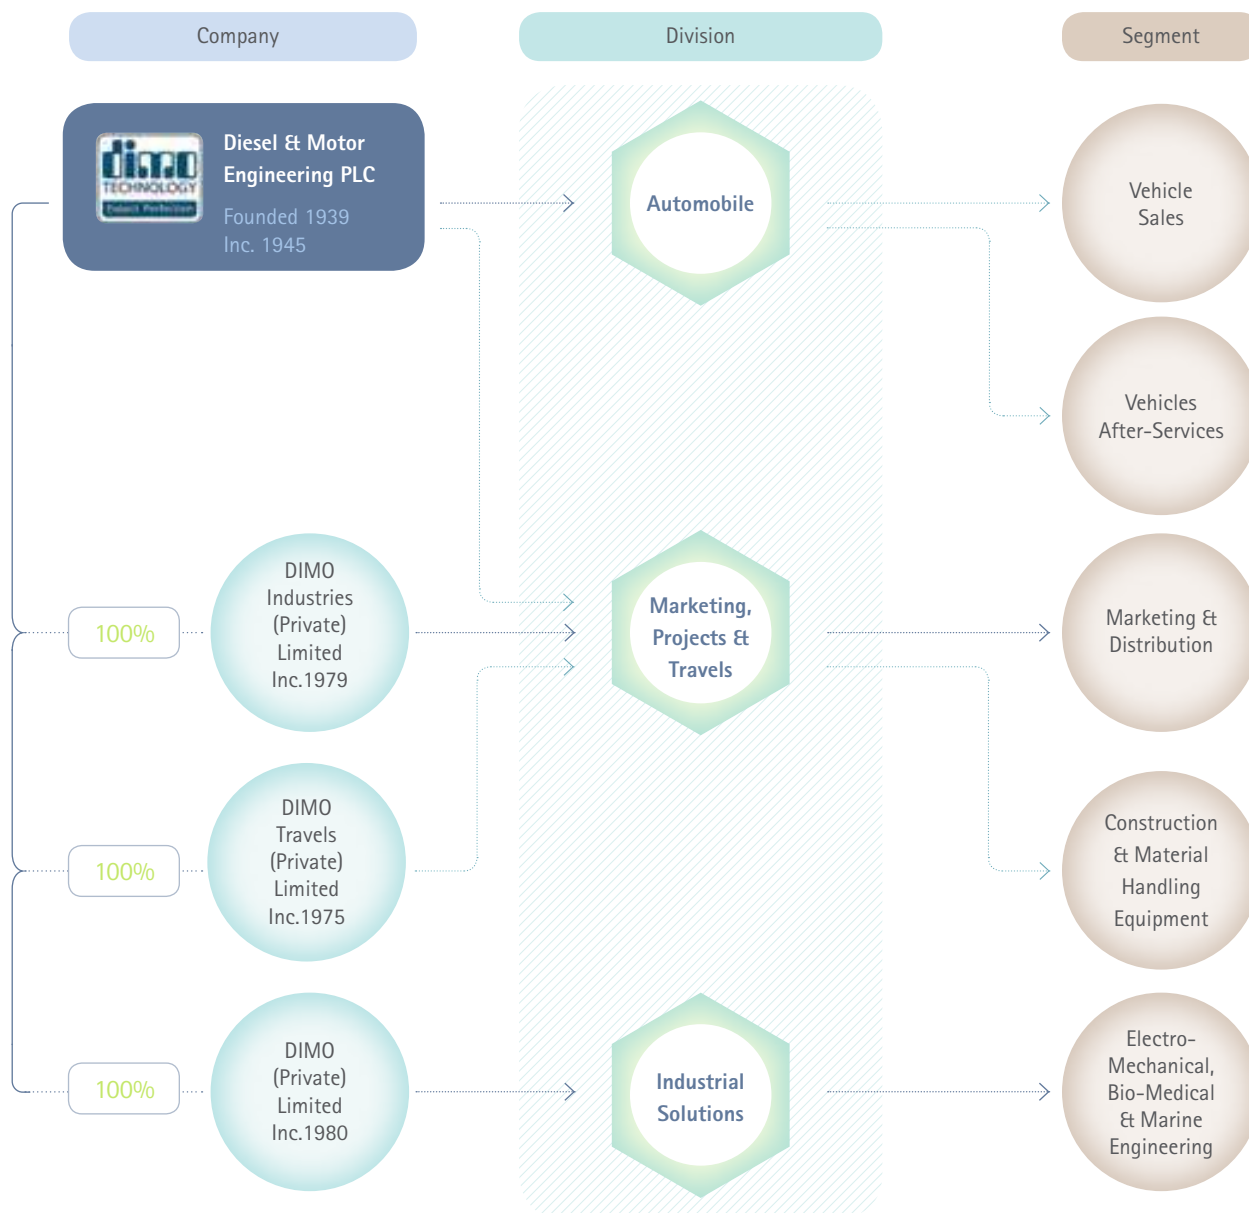 Company
Division
Segment
dimo
TECHNOLOGY
Diesel & Motor
Engineering PLC
Founded 1939
Inc. 1945
Automobile
Vehicle
Sales
Vehicles
After-Services
100%
DIMO
Industries
(Private)
Limited
Inc.1979
Marketing,
Projects &
Travels
Marketing &
Distribution
100%
DIMO
Travels
(Private)
Limited
Inc.1975
Construction
& Material
Handling
Equipment
100%
DIMO
(Private)
Limited
Inc.1980
Industrial
Solutions
Electro-
Mechanical,
Bio-Medical
& Marine
Engineering